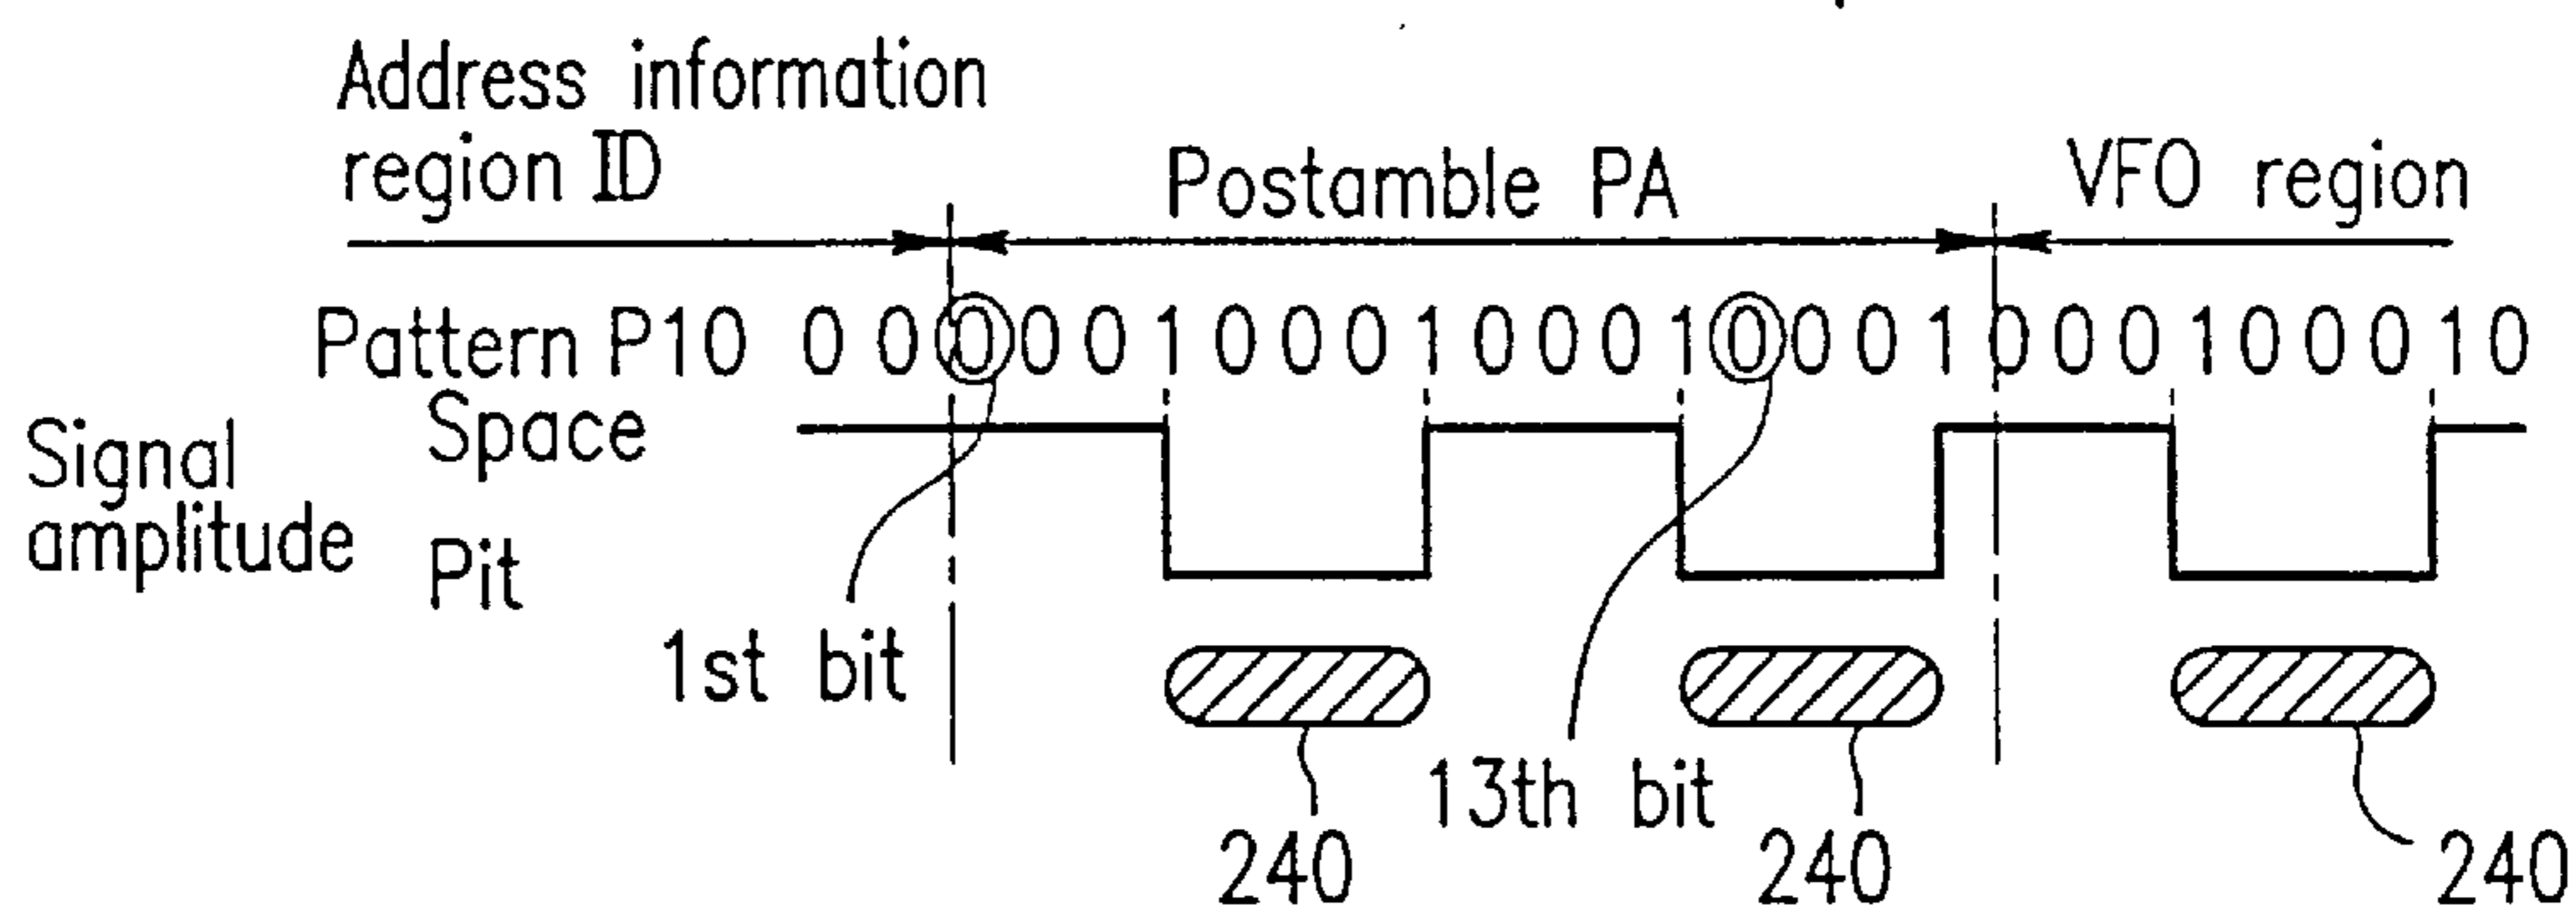 Address information
region ID
Postamble PA
VFO region
Pattern P10 0 0 0 0 0 1 0 0 0 1 0 0 0 1 0 0 0 1 0 0 0 1 0 0 0 1 0
Space
Signal
amplitude
Pit
1st bit
13th bit
240
240
240